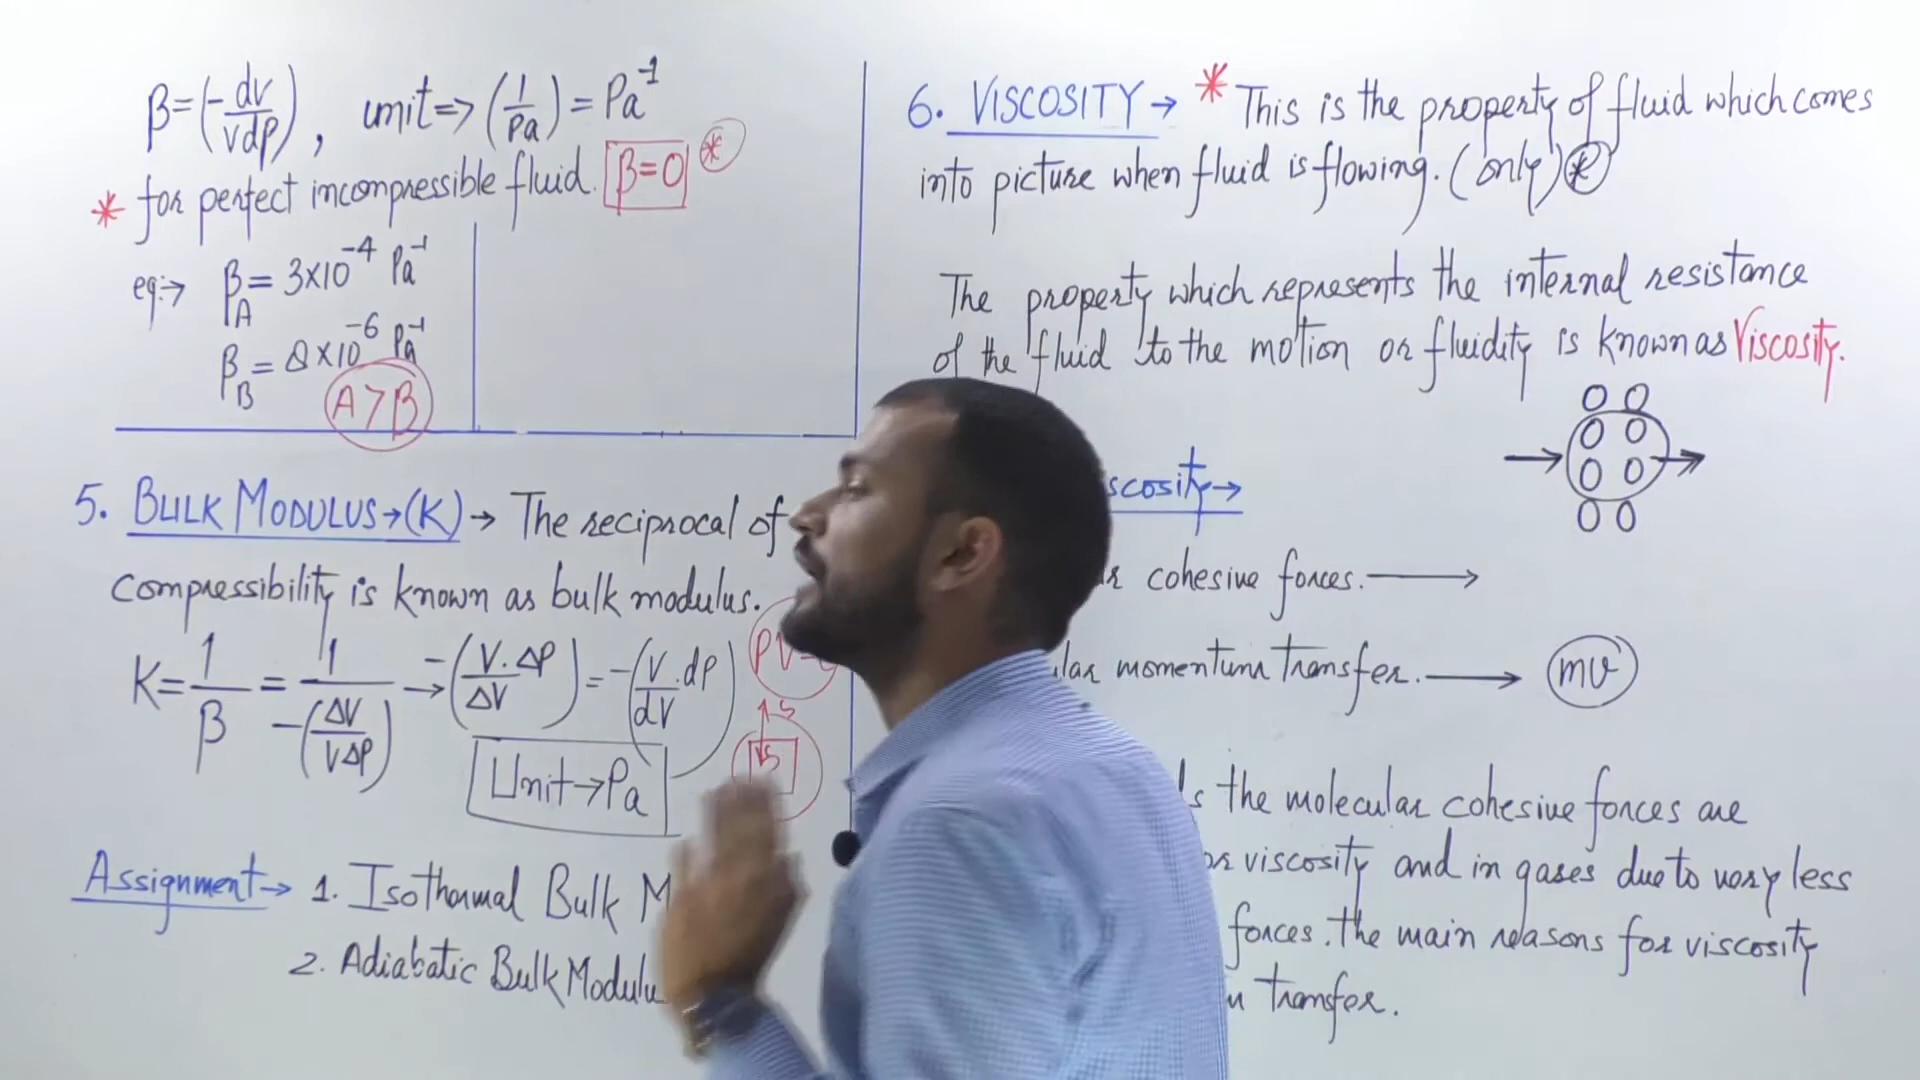 β=(-dv/vdp), unit=>(1/Pa)=Pa⁻¹
* for perfect incompressible fluid. β=0 *
eg:→ β_A = 3×10⁻⁴ Pa⁻¹
β_B = 8×10⁻⁶ Pa⁻¹
A>B
5. BULK MODULUS→(K)→ The reciprocal of
compressibility is known as bulk modulus.
K=1/β=1/-(ΔV/VΔP)→-(V.ΔP/ΔV)=-(V.dP/dV)
PV
Unit→Pa
Assignment→ 1. Isothermal Bulk M
2. Adiabatic Bulk Modulu
6. VISCOSITY→ * This is the property of fluid which comes
into picture when fluid is flowing. (only) *
The property which represents the internal resistance
of the fluid to the motion or fluidity is known as Viscosity.
scosity→
cohesive forces.→
lar momentum transfer.→ mv
the molecular cohesive forces are
viscosity and in gases due to very less
forces. the main reasons for viscosity
transfer.